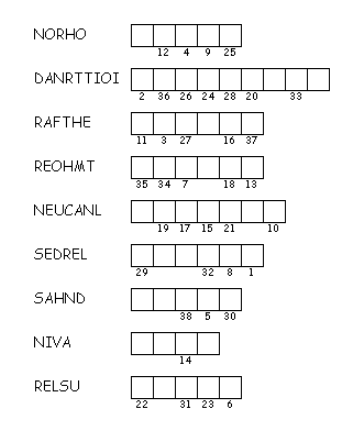 NORHO
12 4 9 25
DANRTTIOI
2 36 26 24 28 20 33
RAFTHE
11 3 27 16 37
REOHMT
35 34 7 18 13
NEUCANL
19 17 15 21 10
SEDREL
29 32 8 1
SAHND
38 5 30
NIVA
14
RELSU
22 31 23 6